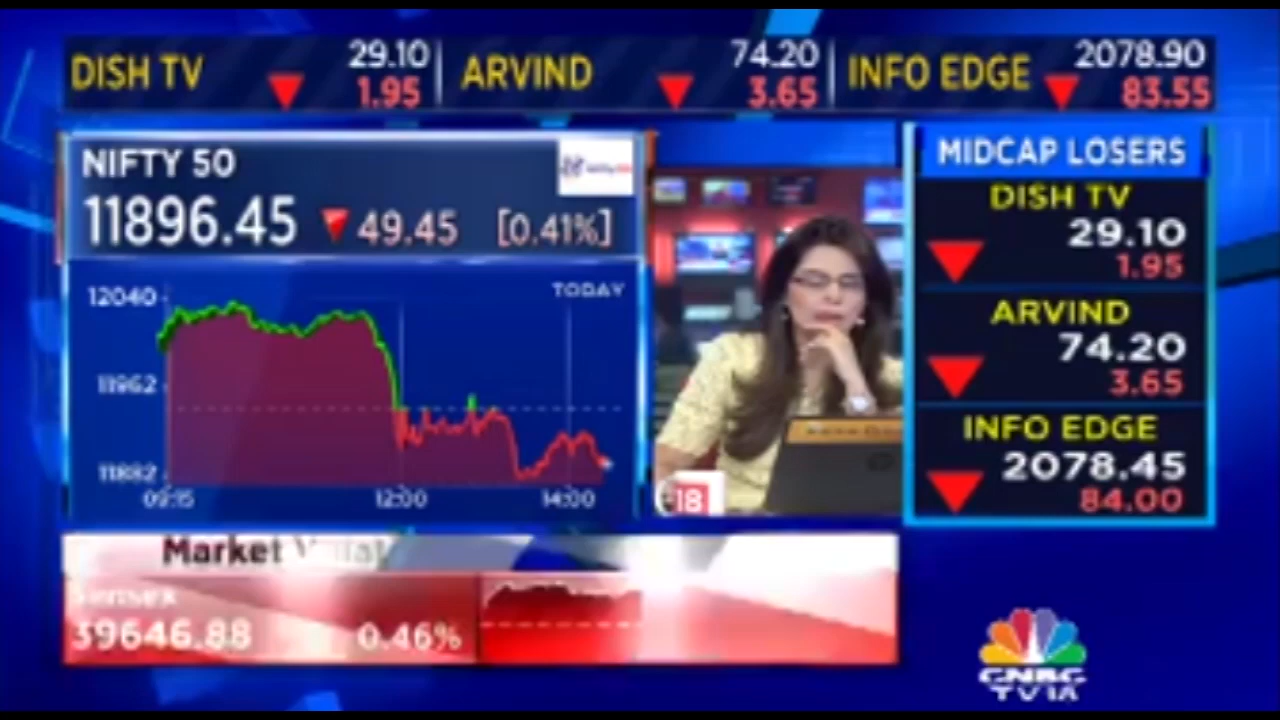 DISH TV 29.10 1.95
ARVIND 74.20 3.65
INFO EDGE 2078.90 83.55
NIFTY 50
11896.45 49.45 [0.41%]
TODAY
12040
11962
11882
09:15 12:00 14:00
18
MIDCAP LOSERS
DISH TV
29.10
1.95
ARVIND
74.20
3.65
INFO EDGE
2078.45
84.00
Market
Sensex
39646.88 0.46%
CNBC
TV18